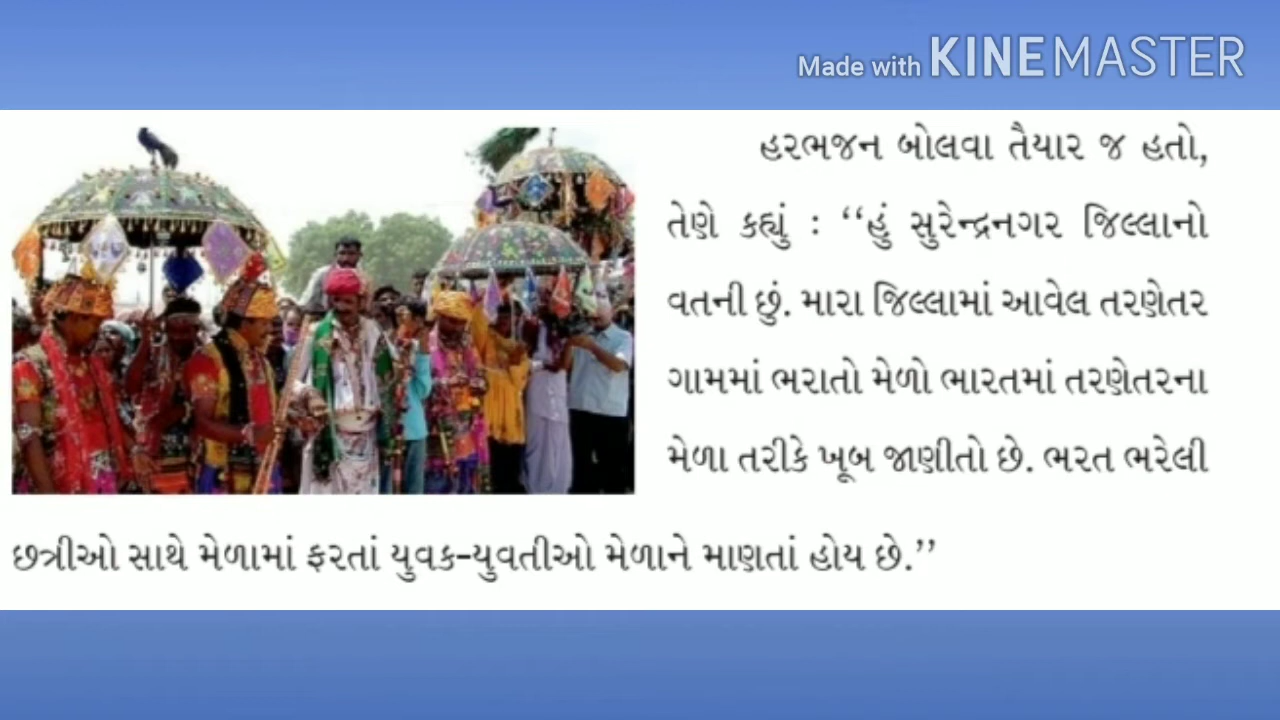 Made with KINEMASTER
હરભજન બોલવા તૈયાર જ હતો,
તેણે કહ્યું : ‘‘હું સુરેન્દ્રનગર જિલ્લાનો
વતની છું. મારા જિલ્લામાં આવેલ તરણેતર
ગામમાં ભરાતો મેળો ભારતમાં તરણેતરના
મેળા તરીકે ખૂબ જાણીતો છે. ભરત ભરેલી
છત્રીઓ સાથે મેળામાં ફરતાં યુવક-યુવતીઓ મેળાને માણતાં હોય છે.’’